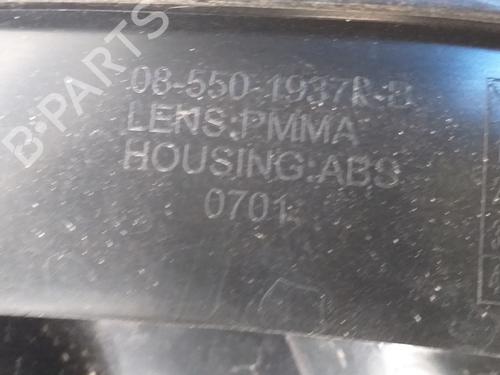 B-PARTS
08-550-1937R-B
LENS:PMMA
HOUSING:ABS
0701